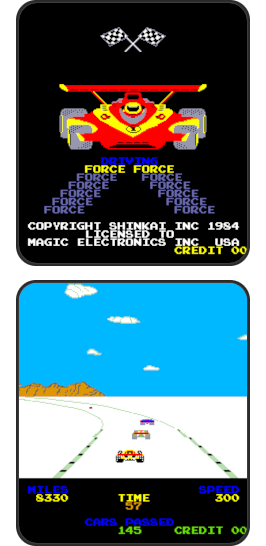 DRIVING
FORCE FORCE
FORCE FORCE
FORCE FORCE
FORCE FORCE
FORCE FORCE
FORCE FORCE
COPYRIGHT SHINKAI INC 1984
LICENSED TO
MAGIC ELECTRONICS INC USA
CREDIT 00
MILES SPEED
8330 TIME 300
57
CARS PASSED
145 CREDIT 00